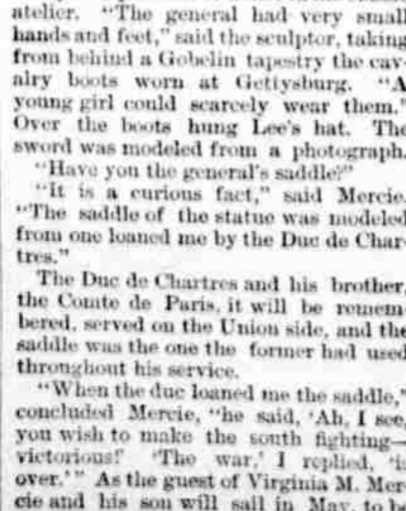 atelier. "The general had very small
hands and feet," said the sculptor, taking
from behind a Gobelin tapestry the cav-
alry boots worn at Gettysburg. "A
young girl could scarcely wear them."
Over the boots hung Lee's hat. The
sword was modeled from a photograph.
"Have you the general's saddle?"
"It is a curious fact," said Mercie.
"The saddle of the statue was modeled
from one loaned me by the Duc de Char-
tres."
The Duc de Chartres and his brother,
the Comte de Paris, it will be remem-
bered, served on the Union side, and the
saddle was the one the former had used
throughout his service.
"When the duc loaned me the saddle,"
concluded Mercie, "he said, 'Ah, I see,
you wish to make the south fighting—
victorious!' 'The war,' I replied, 'is
over.'" As the guest of Virginia M. Mer-
cie and his son will sail in May, to be